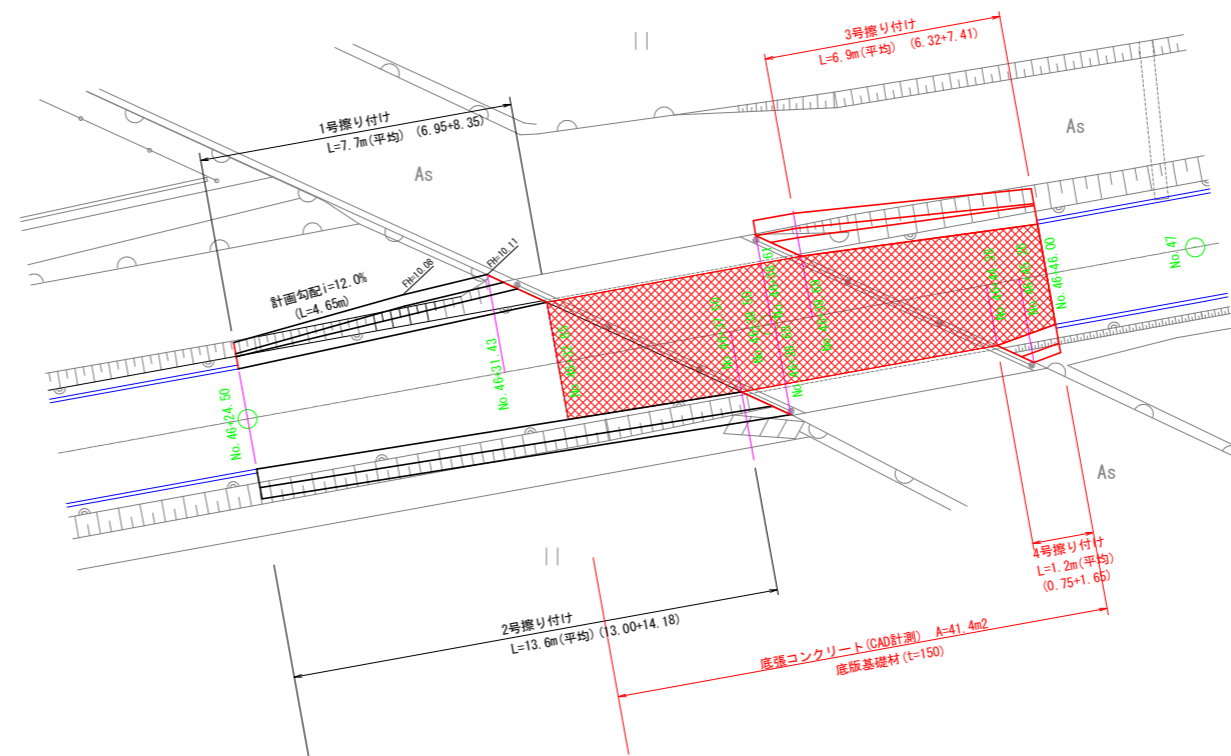 3号擦り付け
L=6.9m(平均) (6.32+7.41)
1号擦り付け
L=7.7m(平均) (6.95+8.35)
As
As
計画勾配i=12.0%
(L=4.65m)
FH=10.08
FH=10.11
No. 46+24.50
No. 46+31.43
No. 46+46.00
No.47
As
4号擦り付け
L=1.2m(平均)
(0.75+1.65)
2号擦り付け
L=13.6m(平均)(13.00+14.18)
底張コンクリート(CAD計測) A=41.4m2
底版基礎材(t=150)